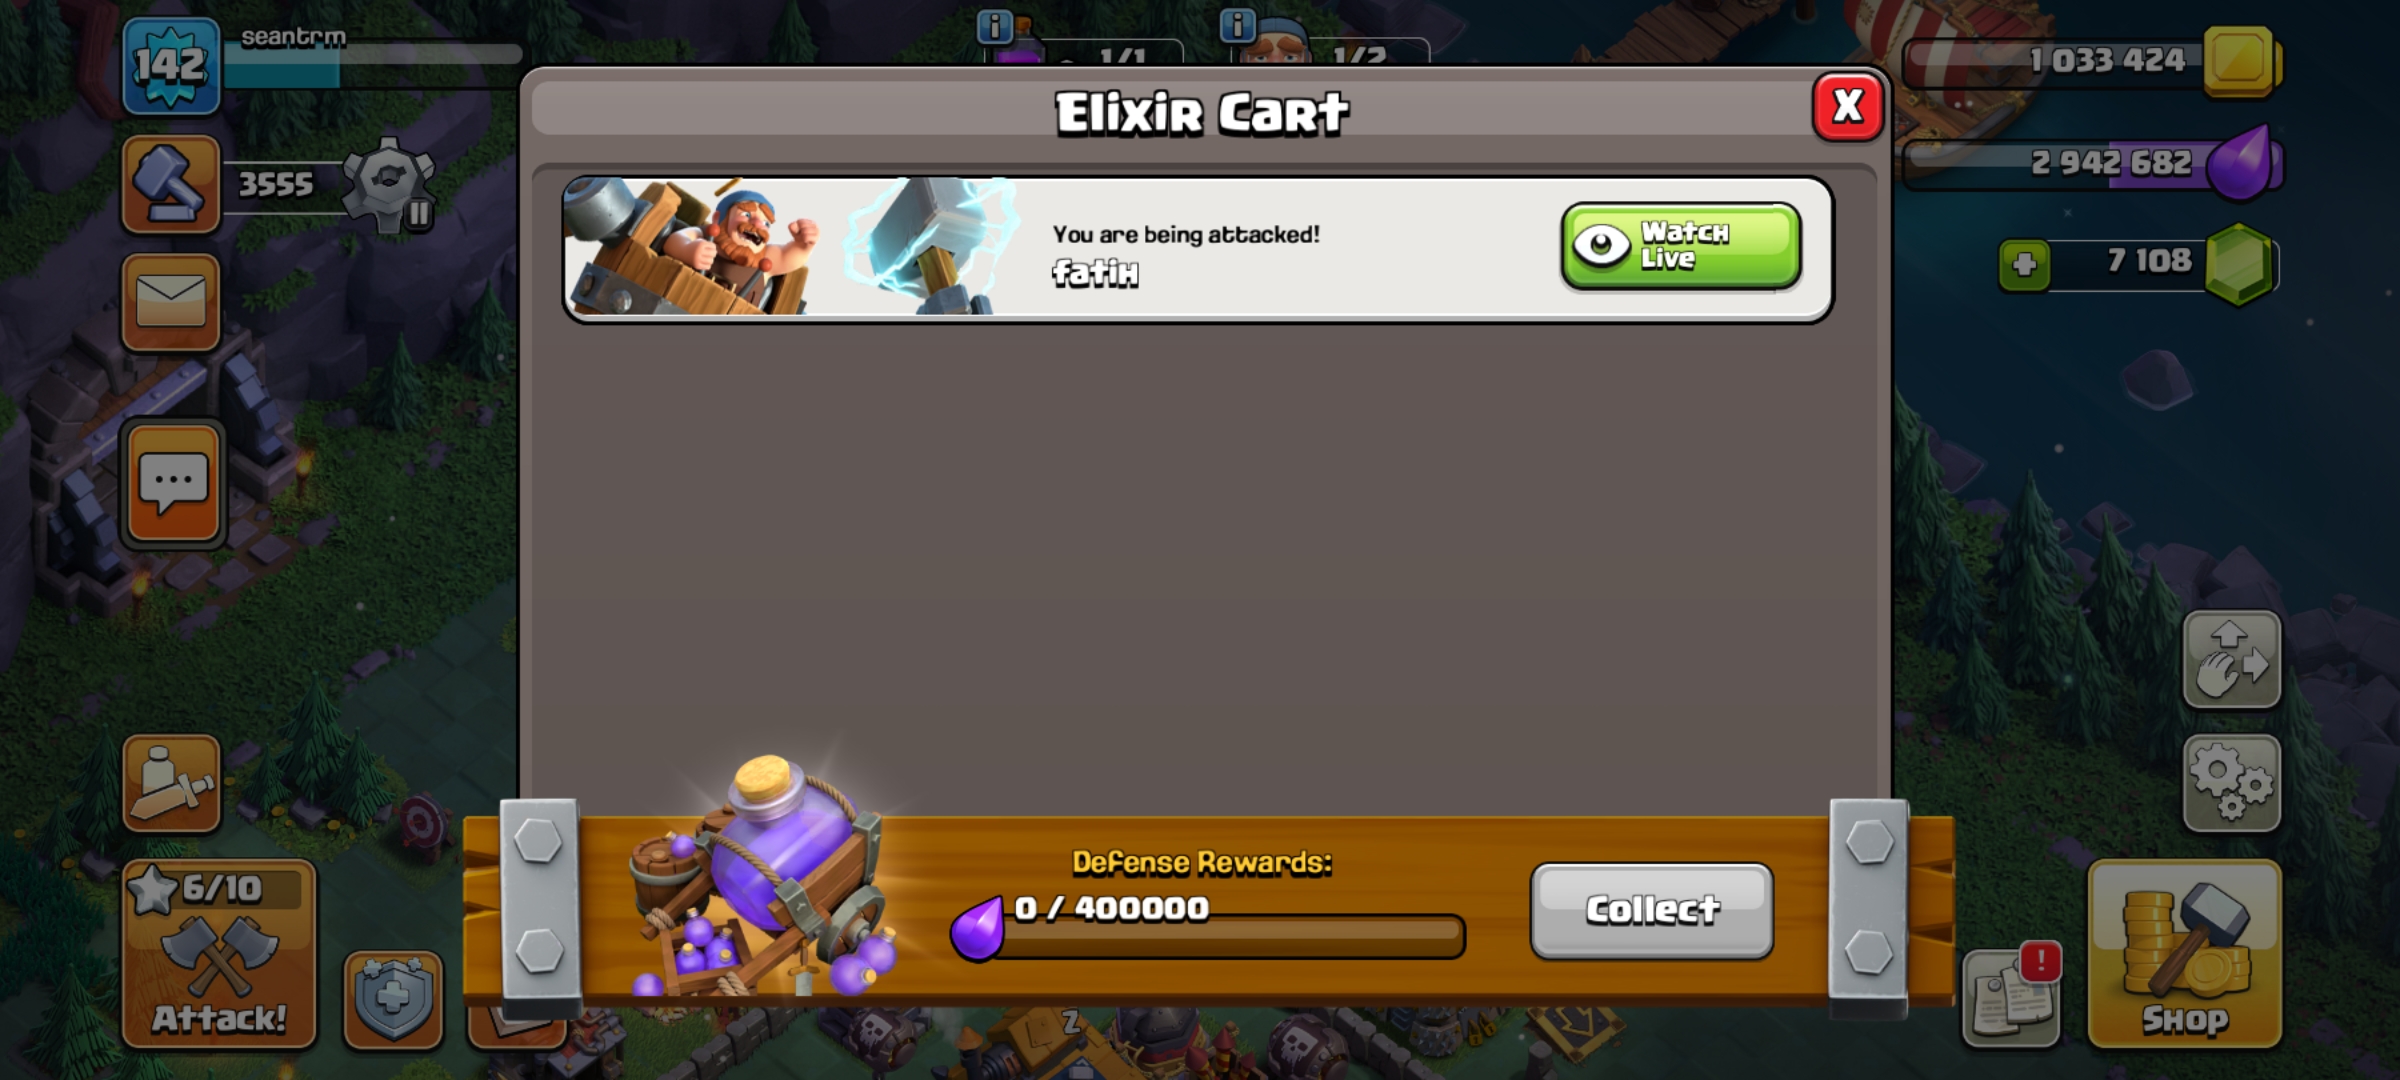 142
seantrm
1/1
1/2
1 033 424
Elixir Cart
X
3555
2 942 682
You are being attacked!
fatih
Watch
Live
7 108
Defense Rewards:
0 / 400000
Collect
6/10
Attack!
!
Shop
Z